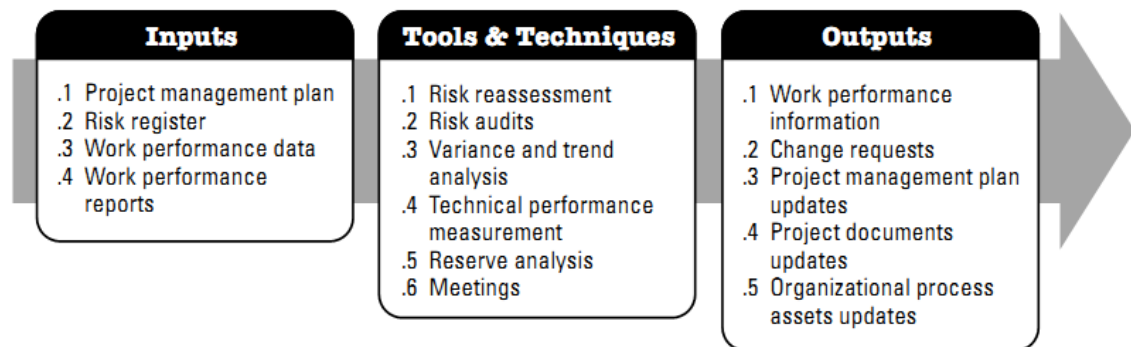 Inputs
.1 Project management plan
.2 Risk register
.3 Work performance data
.4 Work performance
reports
Tools & Techniques
.1 Risk reassessment
.2 Risk audits
.3 Variance and trend
analysis
.4 Technical performance
measurement
.5 Reserve analysis
.6 Meetings
Outputs
.1 Work performance
information
.2 Change requests
.3 Project management plan
updates
.4 Project documents
updates
.5 Organizational process
assets updates